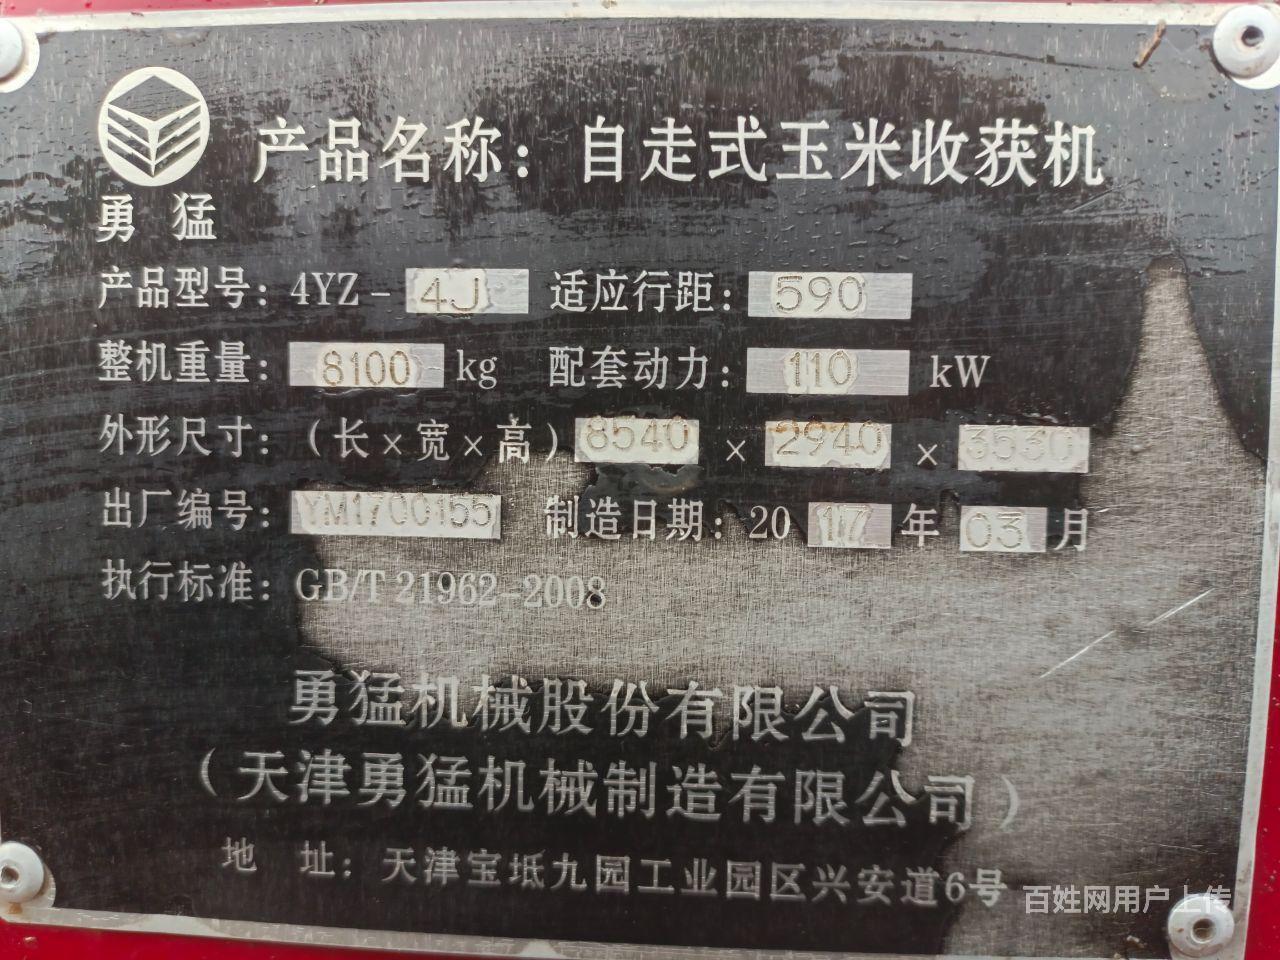 产品名称：自走式玉米收获机
勇 猛
产品型号：4YZ-4J 适应行距：590
整机重量：8100 kg 配套动力：110 kW
外形尺寸：（长×宽×高）8540×2940×3530
出厂编号：YM1700155 制造日期：2017年03月
执行标准：GB/T 21962-2008
勇猛机械股份有限公司
（天津勇猛机械制造有限公司）
地 址：天津宝坻九园工业园区兴安道6号
百姓网用户上传